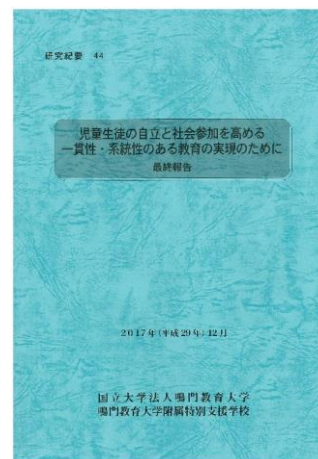 研究紀要 44
児童生徒の自立と社会参加を高める
一貫性・系統性のある教育の実現のために
最終報告
2017年(平成29年)12月
国立大学法人鳴門教育大学
鳴門教育大学附属特別支援学校